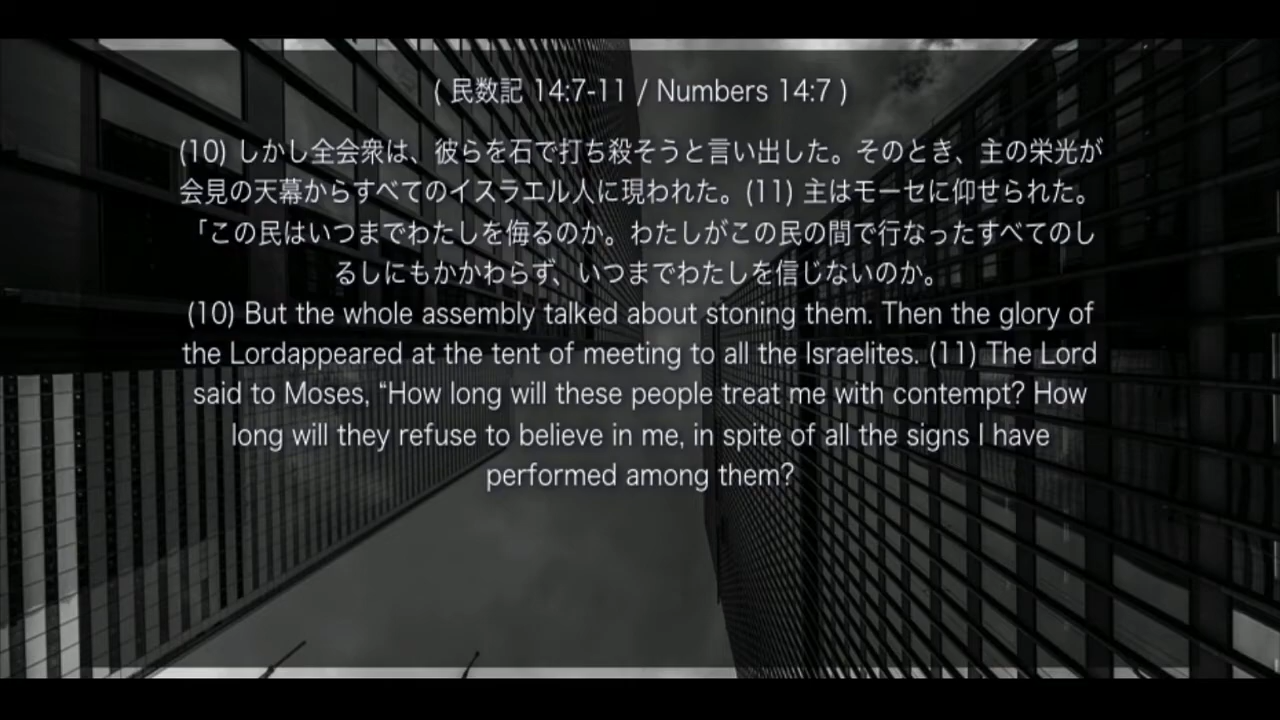 ( 民数記 14:7-11 / Numbers 14:7 )
(10) しかし全会衆は、彼らを石で打ち殺そうと言い出した。そのとき、主の栄光が
会見の天幕からすべてのイスラエル人に現われた。(11) 主はモーセに仰せられた。
「この民はいつまでわたしを侮るのか。わたしがこの民の間で行なったすべてのし
るしにもかかわらず、いつまでわたしを信じないのか。
(10) But the whole assembly talked about stoning them. Then the glory of
the Lordappeared at the tent of meeting to all the Israelites. (11) The Lord
said to Moses, “How long will these people treat me with contempt? How
long will they refuse to believe in me, in spite of all the signs I have
performed among them?